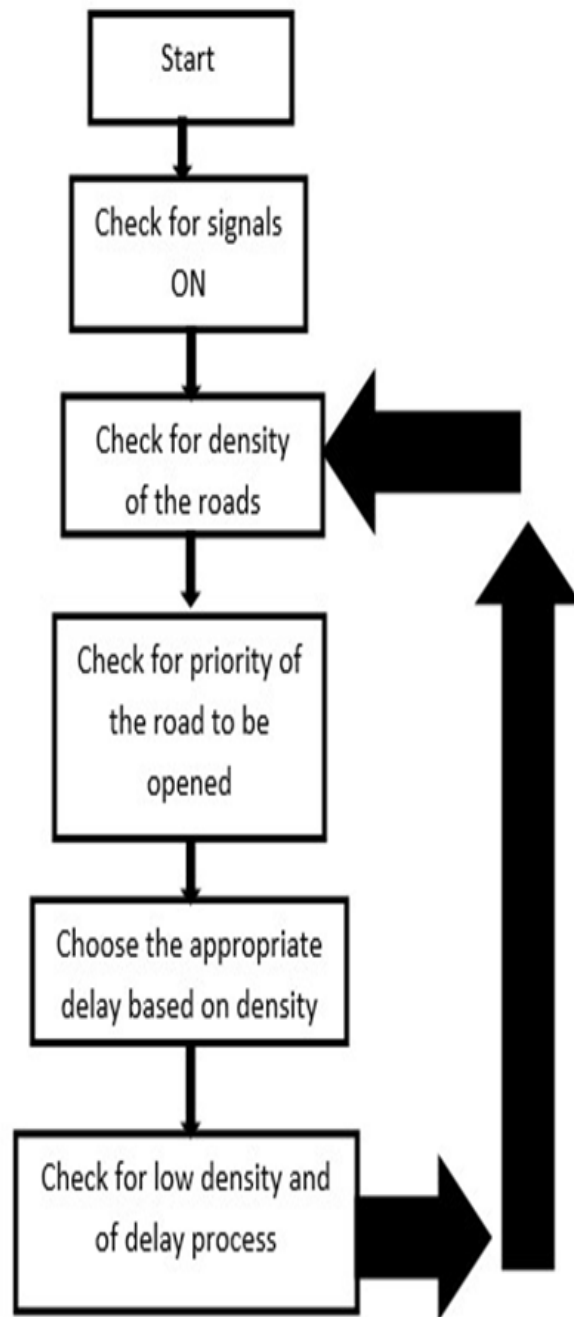 Start
Check for signals
ON
Check for density
of the roads
Check for priority of
the road to be
opened
Choose the appropriate
delay based on density
Check for low density and
of delay process